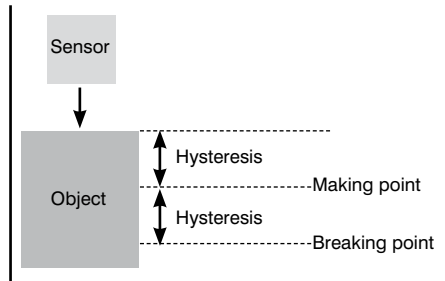 Sensor
Hysteresis
Making point
Object
Hysteresis
Breaking point